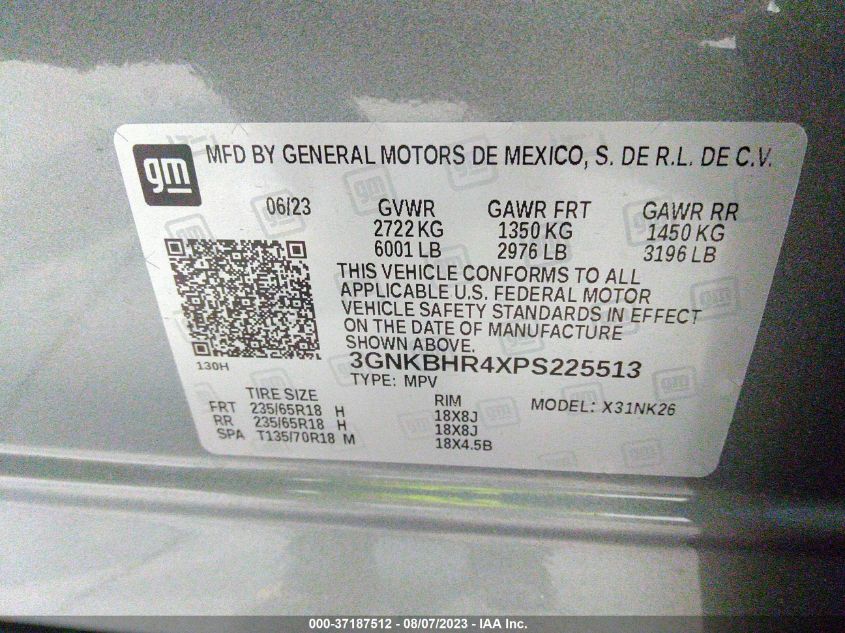 gm MFD BY GENERAL MOTORS DE MEXICO, S. DE R.L. DE C.V.
06/23 GVWR GAWR FRT GAWR RR
2722 KG 1350 KG 1450 KG
6001 LB 2976 LB 3196 LB
THIS VEHICLE CONFORMS TO ALL
APPLICABLE U.S. FEDERAL MOTOR
VEHICLE SAFETY STANDARDS IN EFFECT
ON THE DATE OF MANUFACTURE
SHOWN ABOVE.
130H 3GNKBHR4XPS225513
TYPE: MPV
TIRE SIZE RIM MODEL: X31NK26
FRT 235/65R18 H 18X8J
RR 235/65R18 H 18X8J
SPA T135/70R18 M 18X4.5B
000-37187512 - 08/07/2023 - IAA Inc.